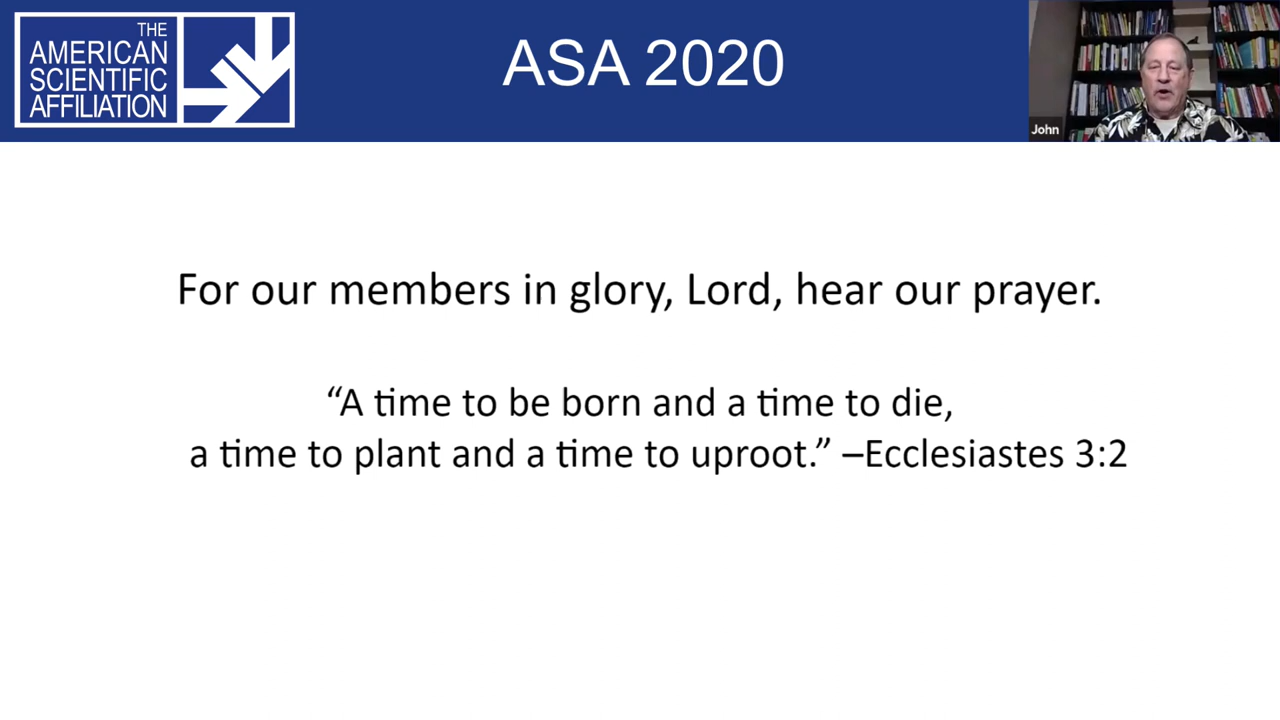 THE
AMERICAN
SCIENTIFIC
AFFILIATION
ASA 2020
John
For our members in glory, Lord, hear our prayer.
“A time to be born and a time to die,
a time to plant and a time to uproot.” –Ecclesiastes 3:2